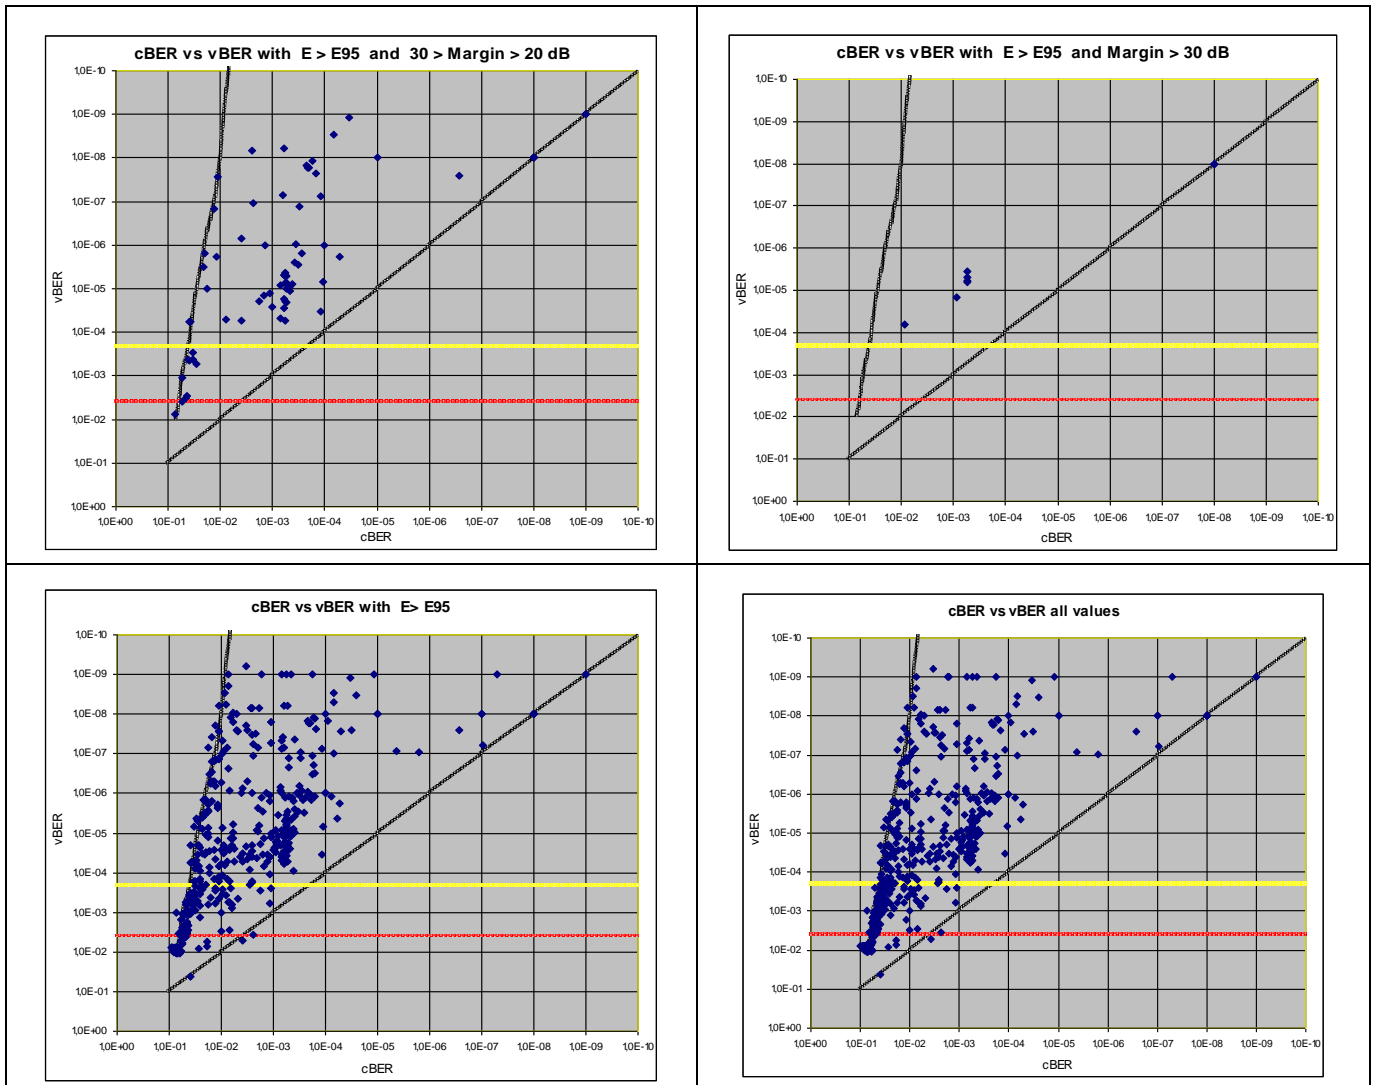 cBER vs vBER with E > E95 and 30 > Margin > 20 dB
1,0E-10
1,0E-09
1,0E-08
1,0E-07
1,0E-06
1,0E-05
1,0E-04
1,0E-03
1,0E-02
1,0E-01
1,0E+00
vBER
1,0E+00 1,0E-01 1,0E-02 1,0E-03 1,0E-04 1,0E-05 1,0E-06 1,0E-07 1,0E-08 1,0E-09 1,0E-10
cBER
cBER vs vBER with E > E95 and Margin > 30 dB
1,0E-10
1,0E-09
1,0E-08
1,0E-07
1,0E-06
1,0E-05
1,0E-04
1,0E-03
1,0E-02
1,0E-01
1,0E+00
vBER
1,0E+00 1,0E-01 1,0E-02 1,0E-03 1,0E-04 1,0E-05 1,0E-06 1,0E-07 1,0E-08 1,0E-09 1,0E-10
cBER
cBER vs vBER with E> E95
1,0E-10
1,0E-09
1,0E-08
1,0E-07
1,0E-06
1,0E-05
1,0E-04
1,0E-03
1,0E-02
1,0E-01
1,0E+00
vBER
1,0E+00 1,0E-01 1,0E-02 1,0E-03 1,0E-04 1,0E-05 1,0E-06 1,0E-07 1,0E-08 1,0E-09 1,0E-10
cBER
cBER vs vBER all values
1,0E-10
1,0E-09
1,0E-08
1,0E-07
1,0E-06
1,0E-05
1,0E-04
1,0E-03
1,0E-02
1,0E-01
1,0E+00
vBER
1,0E+00 1,0E-01 1,0E-02 1,0E-03 1,0E-04 1,0E-05 1,0E-06 1,0E-07 1,0E-08 1,0E-09 1,0E-10
cBER